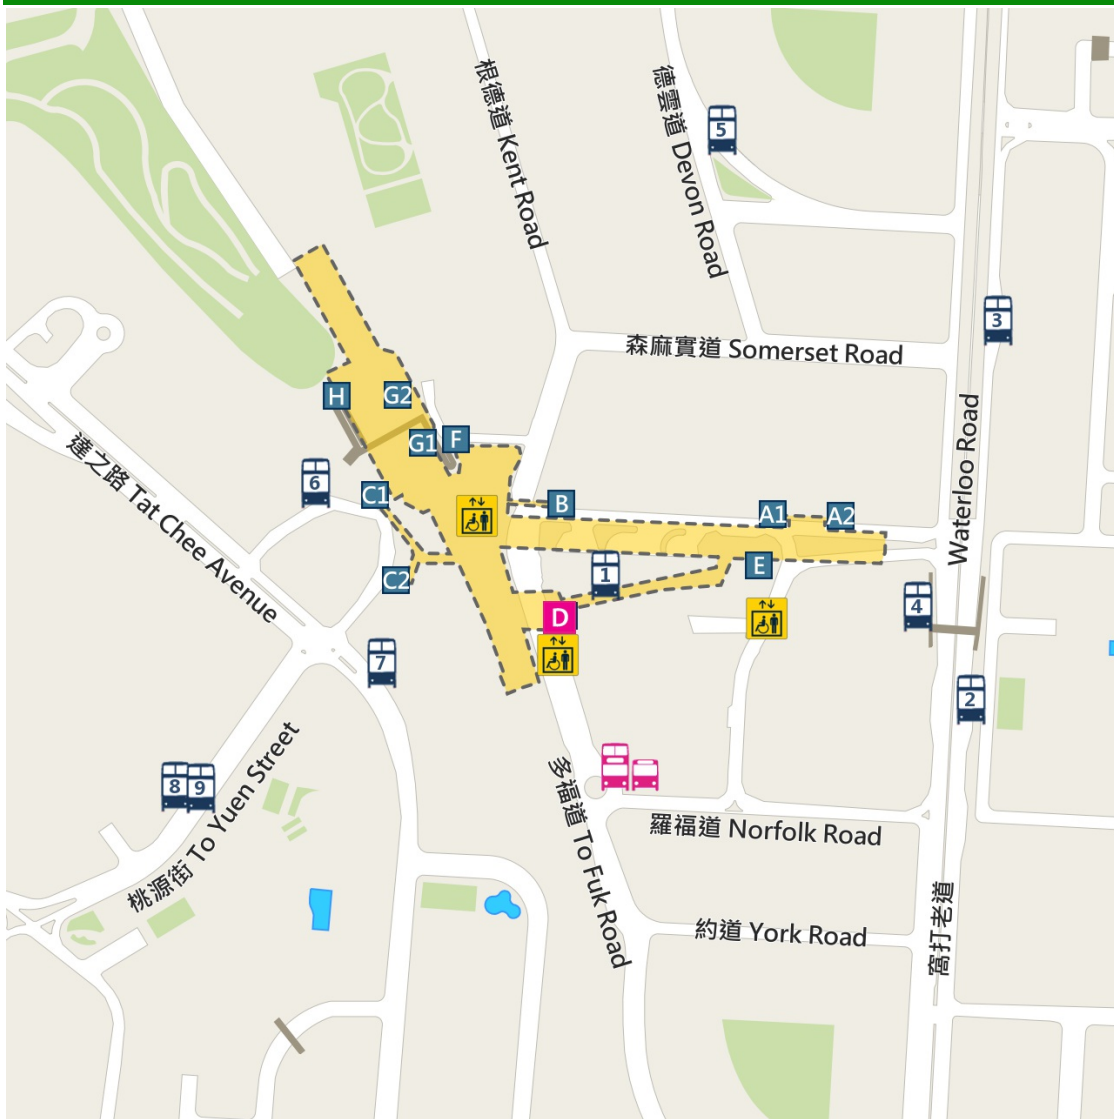 根德道 Kent Road
德雲道 Devon Road
5
3
森麻實道 Somerset Road
H
G2
G1
F
Waterloo Road
達之路 Tat Chee Avenue
6
C1
B
A1
A2
C2
1
E
4
D
7
2
8
9
桃源街 To Yuen Street
多福道 To Fuk Road
羅福道 Norfolk Road
約道 York Road
窩打老道